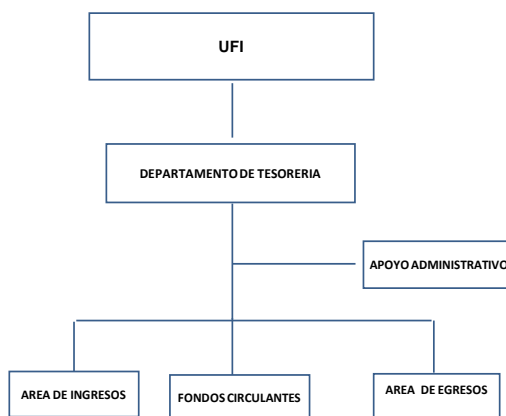 UFI
DEPARTAMENTO DE TESORERIA
APOYO ADMINISTRATIVO
AREA DE INGRESOS
FONDOS CIRCULANTES
AREA DE EGRESOS